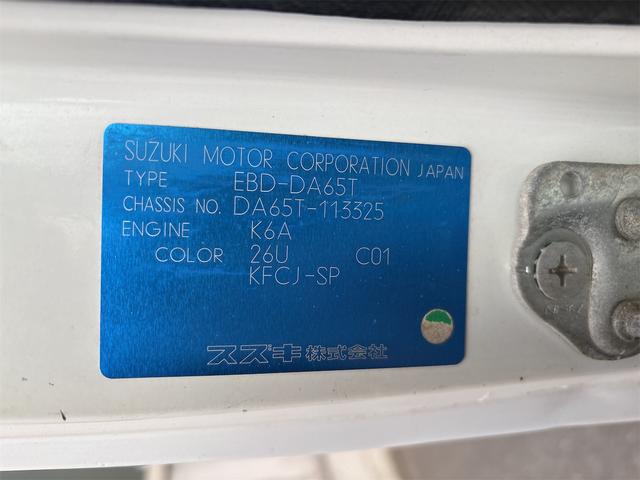 SUZUKI MOTOR CORPORATION JAPAN
TYPE EBD-DA65T
CHASSIS NO. DA65T-113325
ENGINE K6A
COLOR 26U C01
KFCJ-SP
スズキ株式会社